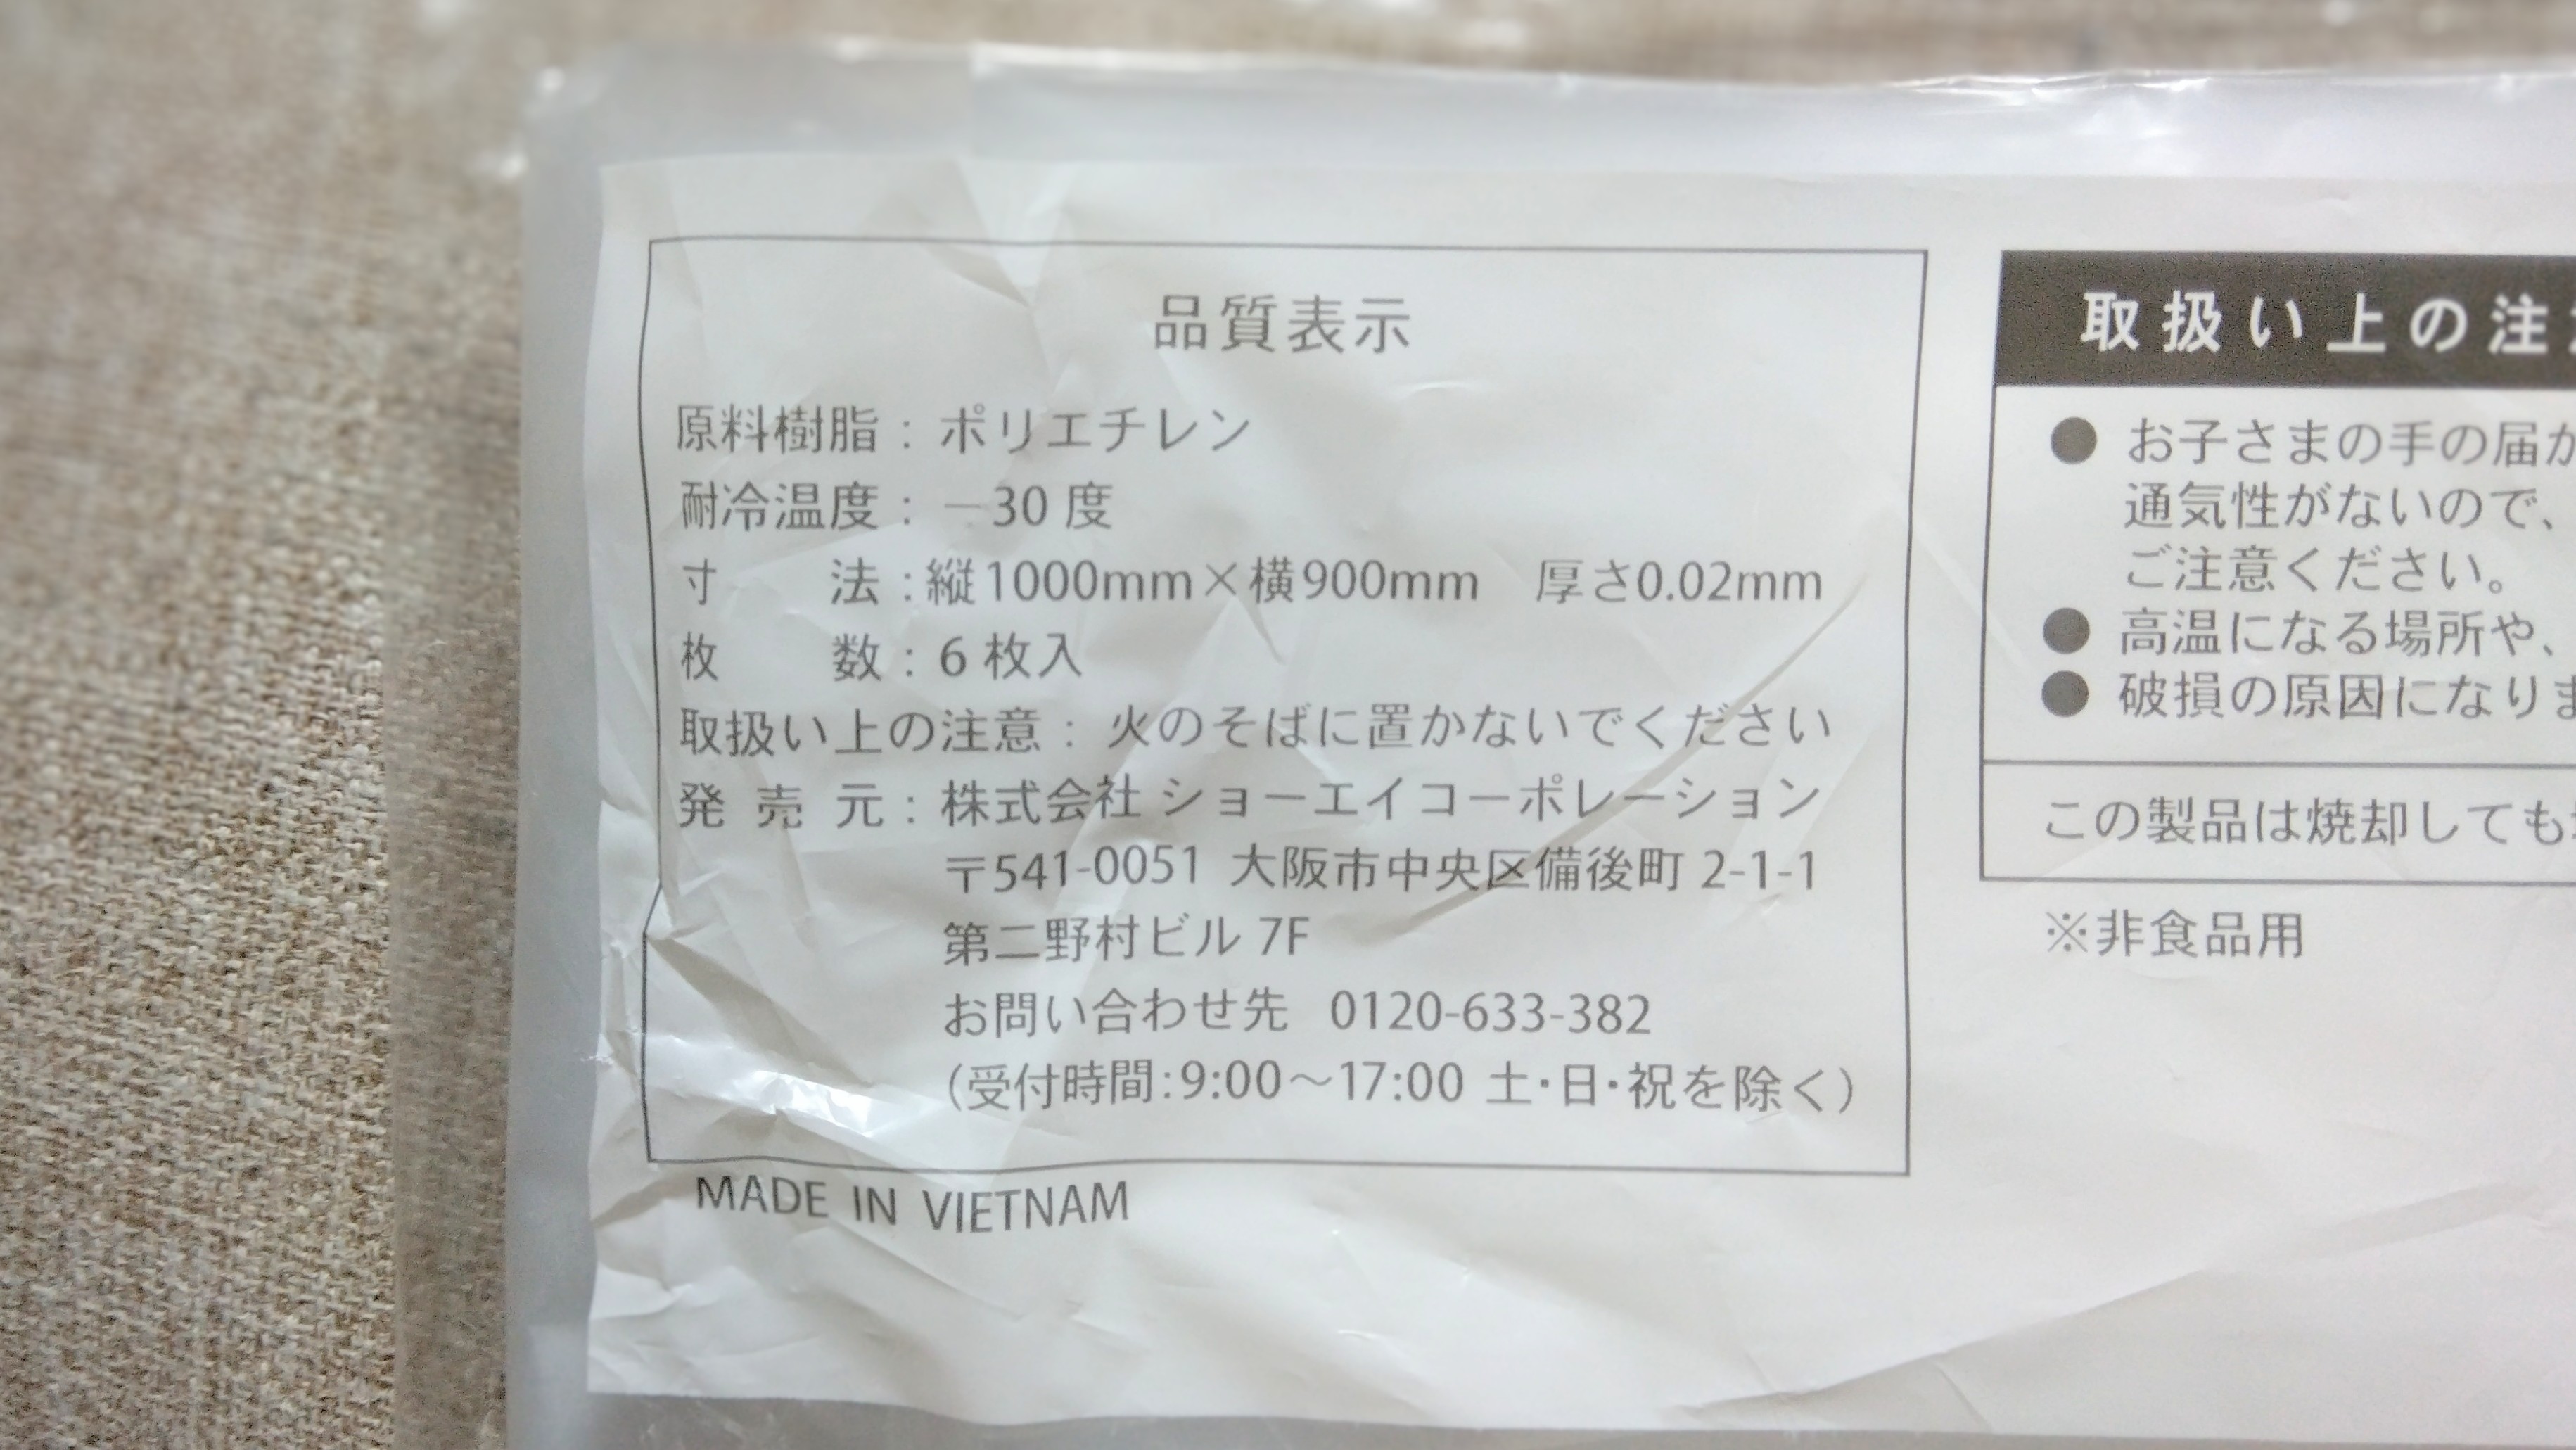 品質表示
原料樹脂：ポリエチレン
耐冷温度：－30度
寸法：縦1000mm×横900mm 厚さ0.02mm
枚数：6枚入
取扱い上の注意：火のそばに置かないでください
発売元：株式会社 ショーエイコーポレーション
〒541-0051 大阪市中央区備後町 2-1-1
第二野村ビル 7F
お問い合わせ先 0120-633-382
(受付時間:9:00～17:00 土・日・祝を除く)
MADE IN VIETNAM
取扱い上の注
● お子さまの手の届か
通気性がないので、
ご注意ください。
● 高温になる場所や、
● 破損の原因になりま
この製品は焼却しても
※非食品用